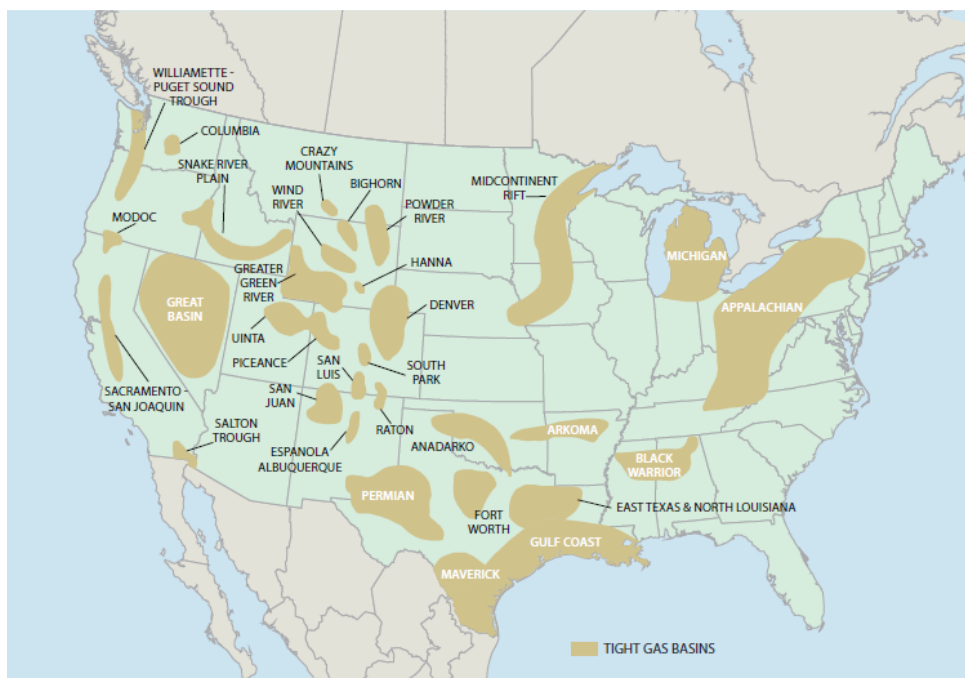 WILLIAMETTE -
PUGET SOUND
TROUGH
COLUMBIA
SNAKE RIVER
PLAIN
CRAZY
MOUNTAINS
WIND
RIVER
BIGHORN
POWDER
RIVER
MIDCONTINENT
RIFT
MODOC
MICHIGAN
HANNA
GREATER
GREEN
RIVER
GREAT
BASIN
DENVER
APPALACHIAN
UINTA
PICEANCE
SAN
LUIS
SOUTH
PARK
SACRAMENTO -
SAN JOAQUIN
SAN
JUAN
SALTON
TROUGH
RATON
ANADARKO
ARKOMA
ESPANOLA
ALBUQUERQUE
BLACK
WARRIOR
PERMIAN
FORT
WORTH
EAST TEXAS & NORTH LOUISIANA
GULF COAST
MAVERICK
TIGHT GAS BASINS